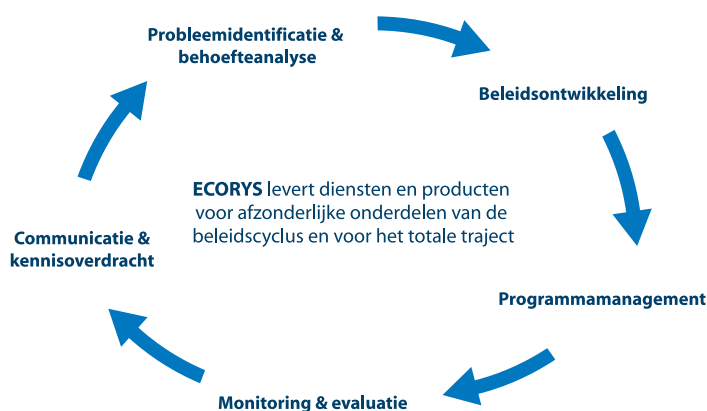 Probleemidentificatie &
behoefteanalyse
Beleidsontwikkeling
ECORYS levert diensten en producten
voor afzonderlijke onderdelen van de
beleidscyclus en voor het totale traject
Communicatie &
kennisoverdracht
Programmamanagement
Monitoring & evaluatie